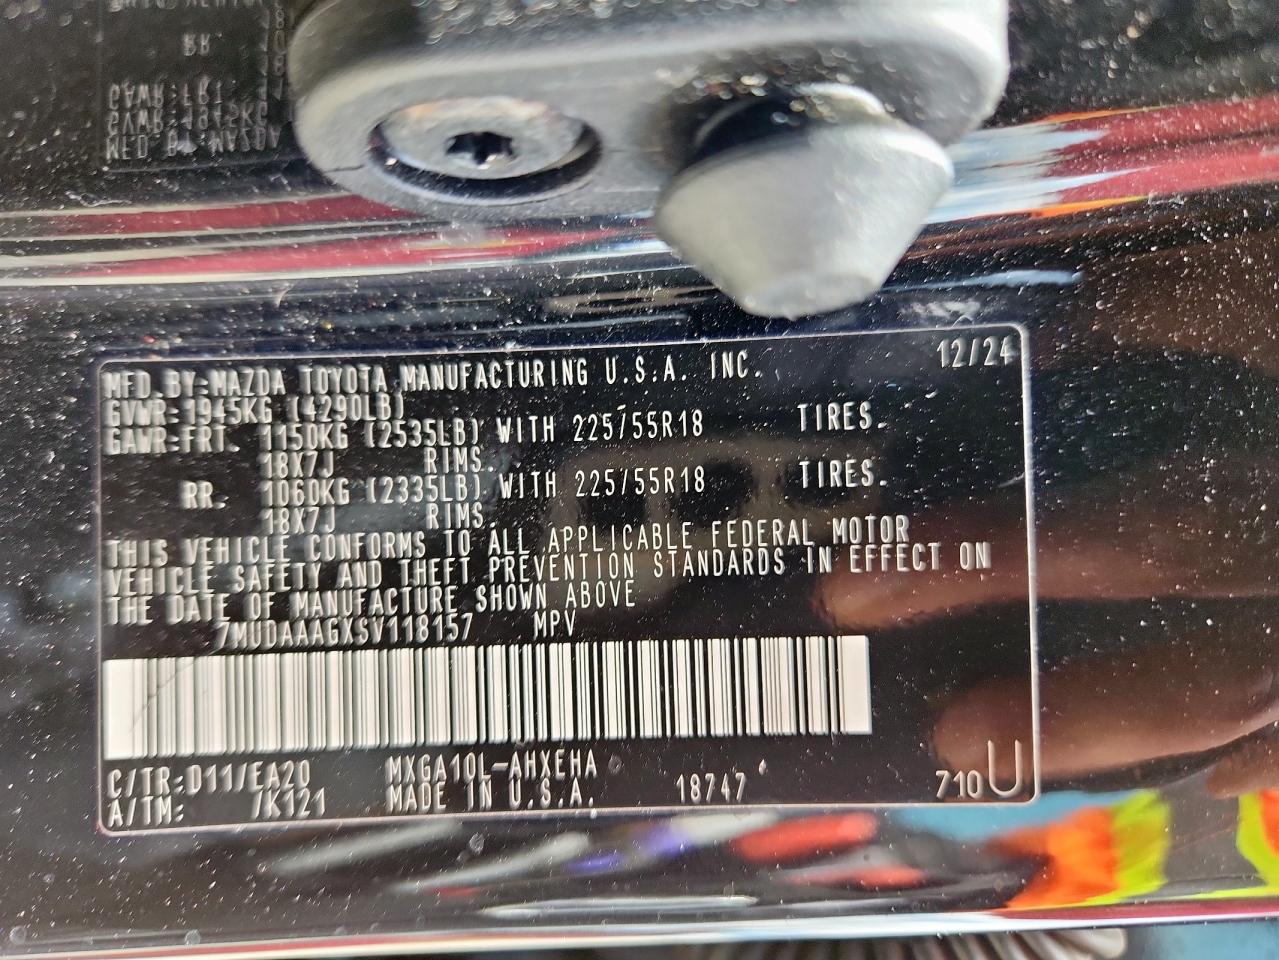 MFD.BY:MAZDA TOYOTA MANUFACTURING U.S.A. INC. 12/24
GVWR:1945KG (4290LB)
GAWR:FRT. 1150KG (2535LB) WITH 225/55R18 TIRES.
18X7J RIMS.
RR. 1060KG (2335LB) WITH 225/55R18 TIRES.
18X7J RIMS.
THIS VEHICLE CONFORMS TO ALL APPLICABLE FEDERAL MOTOR
VEHICLE SAFETY AND THEFT PREVENTION STANDARDS IN EFFECT ON
THE DATE OF MANUFACTURE SHOWN ABOVE
7MUDAAAGXSV118157 MPV
C/TR:D11/EA20 MXGA10L-AHXEHA
A/TM: /K121 MADE IN U.S.A. 18747 710U